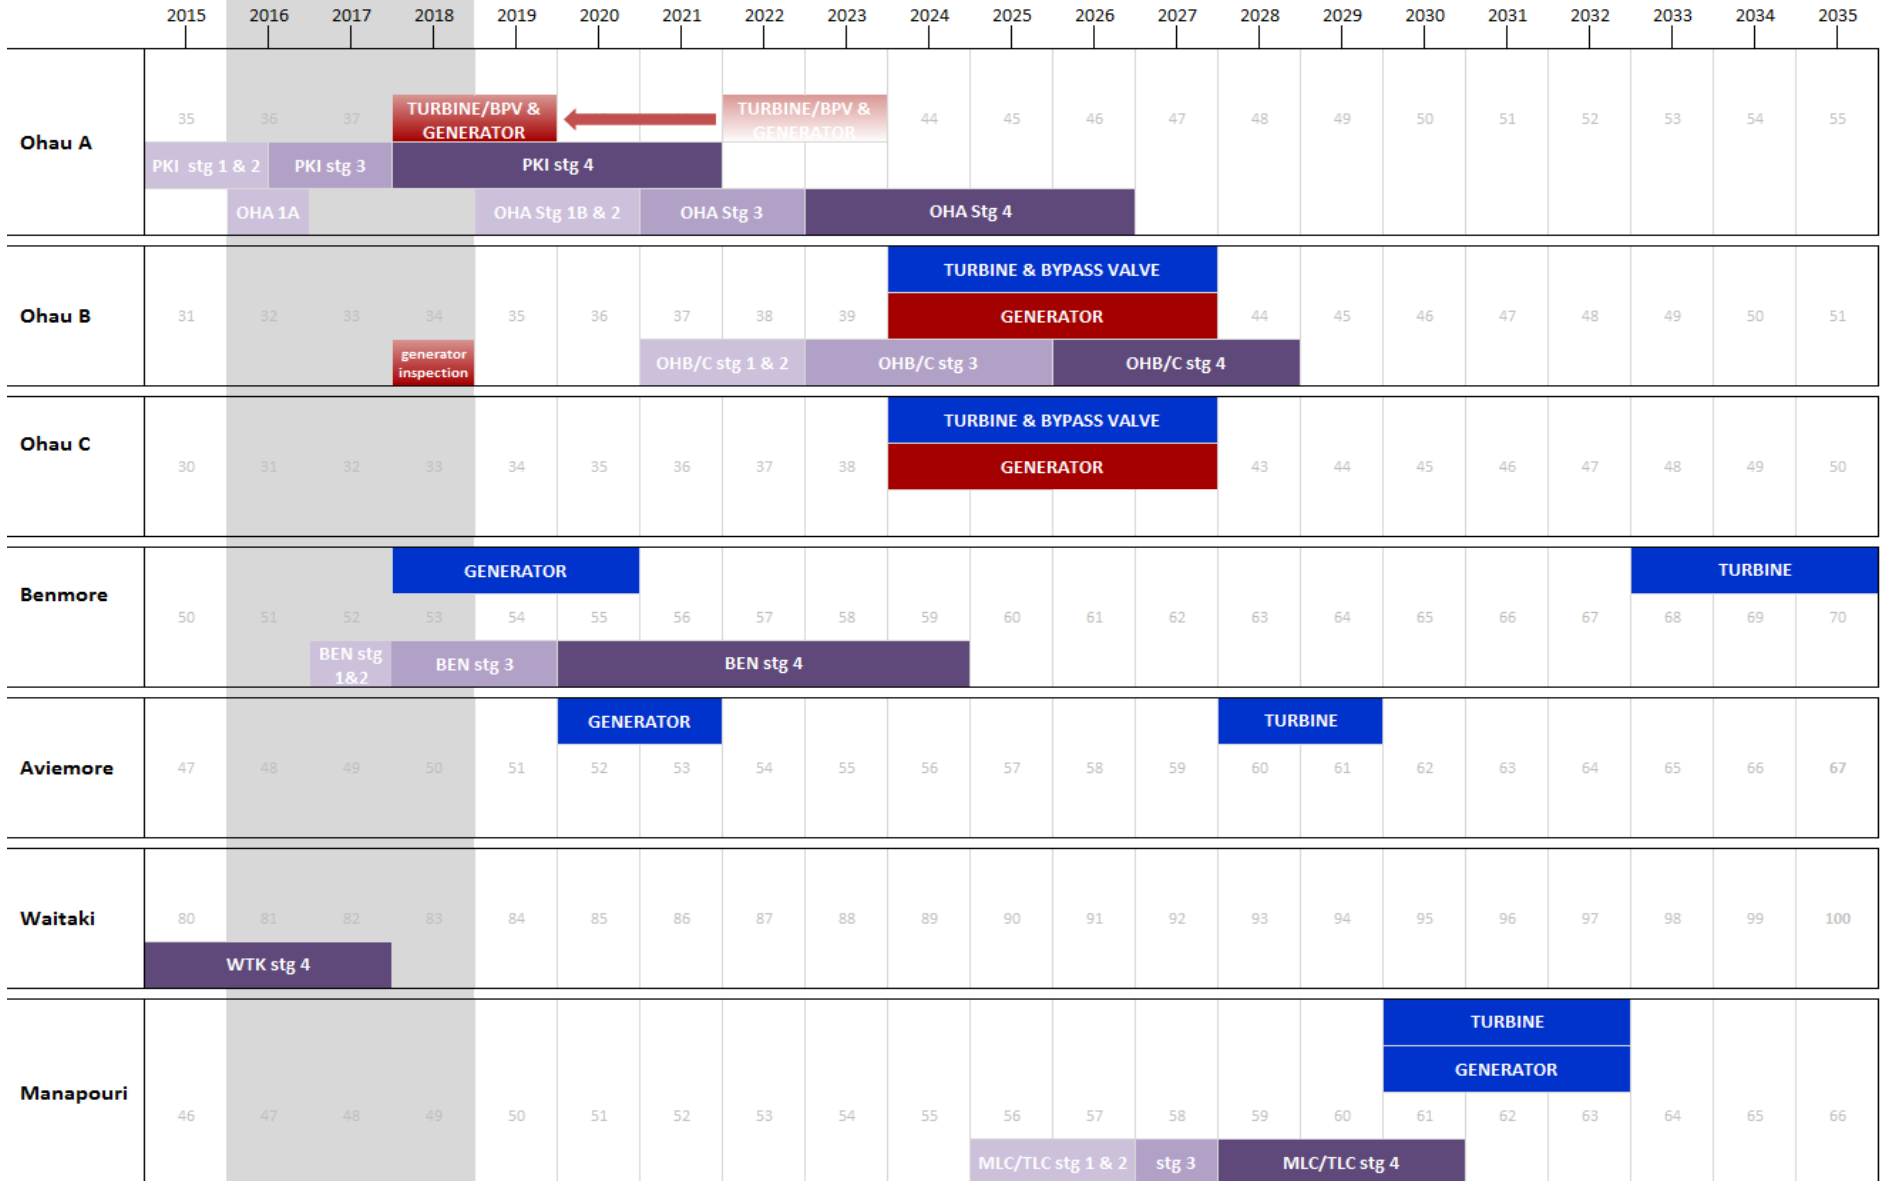 2015 2016 2017 2018 2019 2020 2021 2022 2023 2024 2025 2026 2027 2028 2029 2030 2031 2032 2033 2034 2035
Ohau A
TURBINE/BPV & TURBINE/BPV &
35 36 37 44 45 46 47 48 49 50 51 52 53 54 55
GENERATOR GENERATOR
PKI stg 1 & 2 PKI stg 3 PKI stg 4
OHA 1A OHA Stg 1B & 2 OHA Stg 3 OHA Stg 4
Ohau B
TURBINE & BYPASS VALVE
31 32 33 34 35 36 37 38 39 GENERATOR 44 45 46 47 48 49 50 51
generator
inspection
OHB/C stg 1 & 2 OHB/C stg 3 OHB/C stg 4
Ohau C
TURBINE & BYPASS VALVE
30 31 32 33 34 35 36 37 38 GENERATOR 43 44 45 46 47 48 49 50
Benmore
GENERATOR TURBINE
50 51 52 53 54 55 56 57 58 59 60 61 62 63 64 65 66 67 68 69 70
BEN stg
1&2
BEN stg 3 BEN stg 4
Aviemore
GENERATOR TURBINE
47 48 49 50 51 52 53 54 55 56 57 58 59 60 61 62 63 64 65 66 67
Waitaki
80 81 82 83 84 85 86 87 88 89 90 91 92 93 94 95 96 97 98 99 100
WTK stg 4
Manapouri
TURBINE
GENERATOR
46 47 48 49 50 51 52 53 54 55 56 57 58 59 60 61 62 63 64 65 66
MLC/TLC stg 1 & 2 stg 3 MLC/TLC stg 4